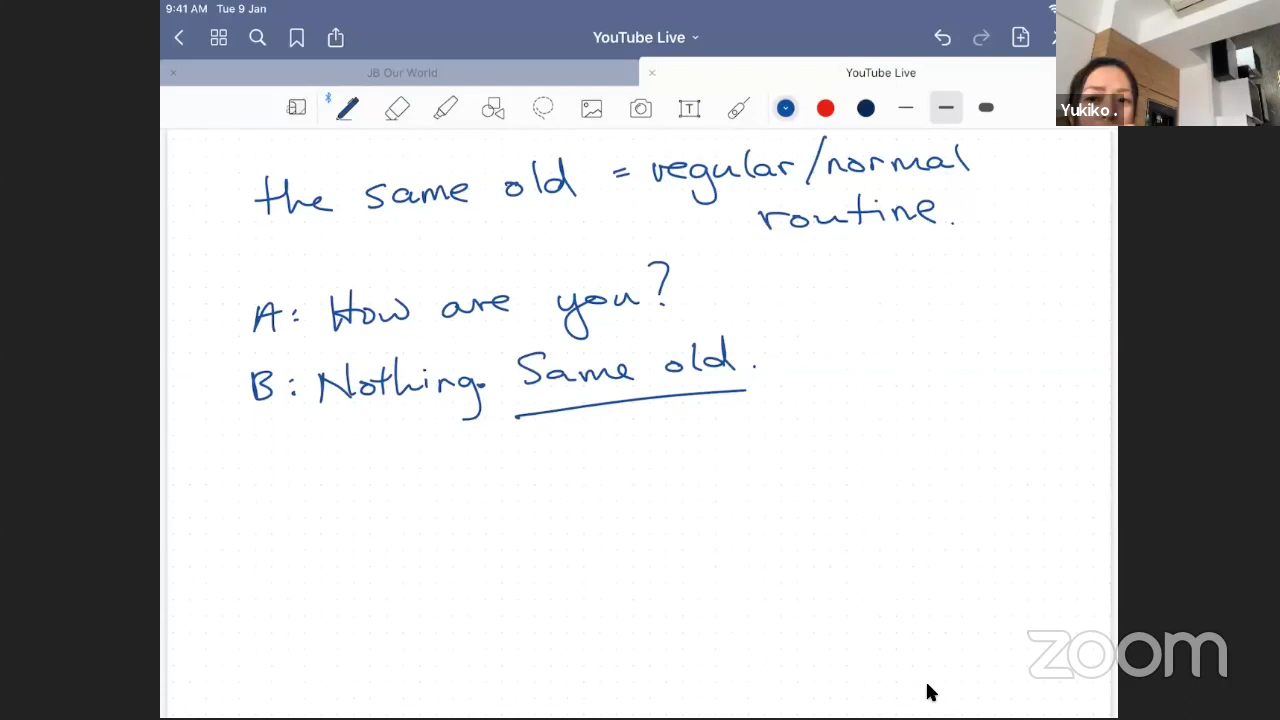 9:41 AM Tue 9 Jan
YouTube Live
JB Our World
YouTube Live
Yukiko .
the same old = regular/normal
routine.
A: How are you?
B: Nothing. Same old.
zoom